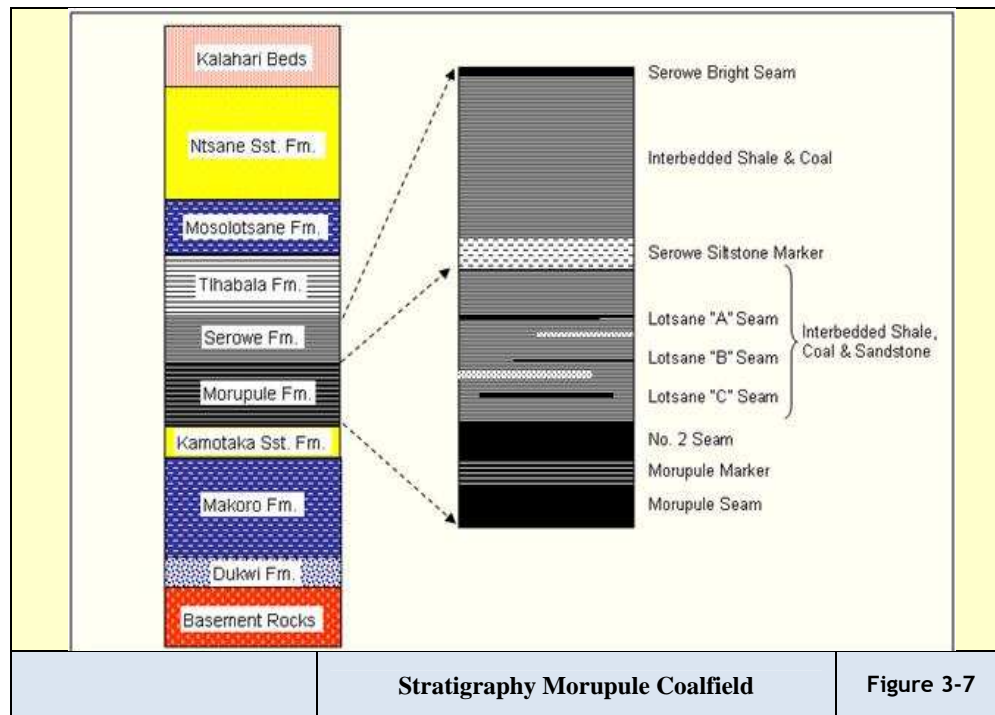 Kalahari Beds
Ntsane Sst. Fm.
Mosolotsane Fm.
Tlhabala Fm.
Serowe Fm.
Morupule Fm.
Kamotaka Sst. Fm.
Makoro Fm.
Dukwi Fm.
Basement Rocks
Serowe Bright Seam
Interbedded Shale & Coal
Serowe Siltstone Marker
Lotsane "A" Seam
Lotsane "B" Seam
Lotsane "C" Seam
Interbedded Shale,
Coal & Sandstone
No. 2 Seam
Morupule Marker
Morupule Seam
Stratigraphy Morupule Coalfield
Figure 3-7